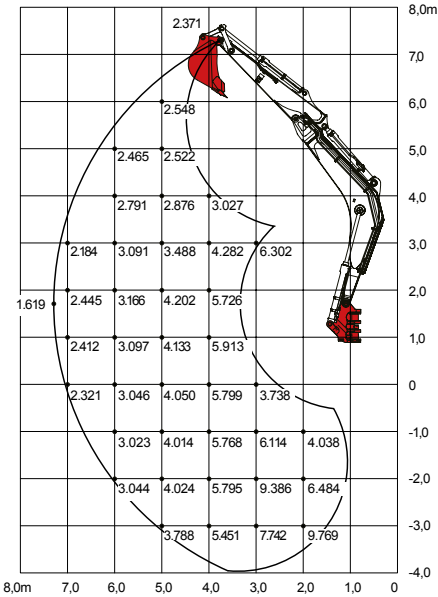 2.371 8,0m
7,0
2.548 6,0
2.465 2.522 5,0
2.791 2.876 3.027 4,0
2.184 3.091 3.488 4.282 6.302 3,0
1.619 2.445 3.166 4.202 5.726 2,0
2.412 3.097 4.133 5.913 1,0
2.321 3.046 4.050 5.799 3.738 0
3.023 4.014 5.768 6.114 4.038 -1,0
3.044 4.024 5.795 9.386 6.484 -2,0
3.788 5.451 7.742 9.769 -3,0
-4,0
8,0m 7,0 6,0 5,0 4,0 3,0 2,0 1,0 0